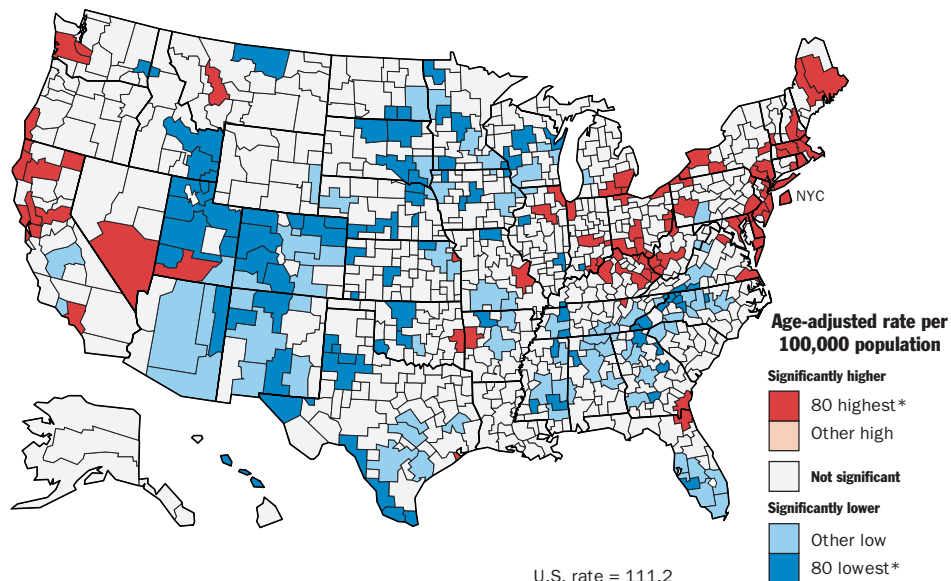 NYC
Age-adjusted rate per
100,000 population
Significantly higher
80 highest*
Other high
Not significant
Significantly lower
Other low
80 lowest*
U.S. rate = 111.2